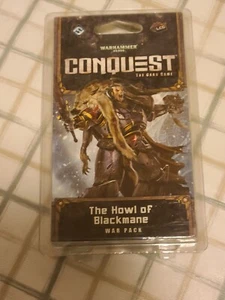 WARHAMMER
40,000
CONQUEST
THE CARD GAME
The Howl of
Blackmane
WAR PACK